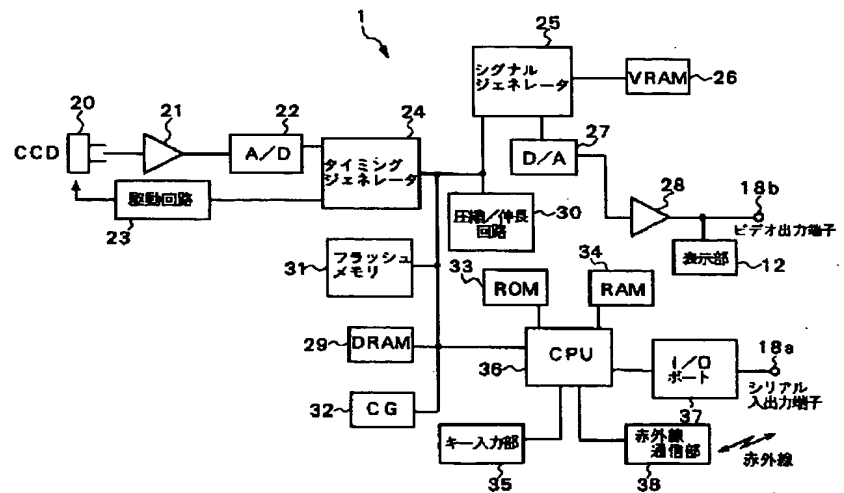 1
25
シグナル
ジェネレータ
VRAM
26
20
21
22
24
CCD
A/D
タイミング
ジェネレータ
27
D/A
28
18b
ビデオ出力端子
駆動回路
23
圧縮/伸長
回路
30
表示部
12
31
フラッシュ
メモリ
33
ROM
34
RAM
29
DRAM
CPU
36
I/O
ポート
37
18a
シリアル
入出力端子
32
CG
キー入力部
35
赤外線
通信部
38
赤外線